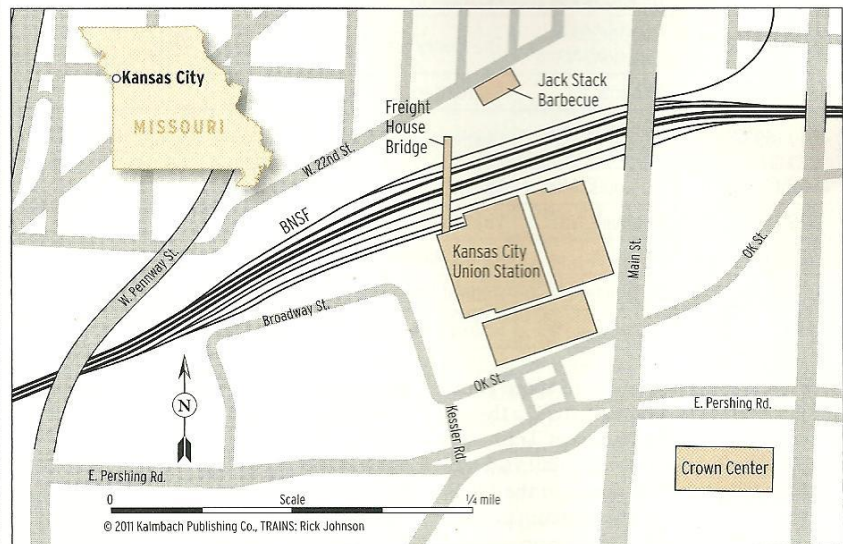 Kansas City
MISSOURI
Jack Stack
Barbecue
Freight
House
Bridge
W. 22nd St.
BNSF
Kansas City
Union Station
Main St.
OK St.
W. Pennway St.
Broadway St.
OK St.
N
Kessler Rd.
E. Pershing Rd.
Crown Center
E. Pershing Rd.
0 Scale ¼ mile
© 2011 Kalmbach Publishing Co., TRAINS: Rick Johnson